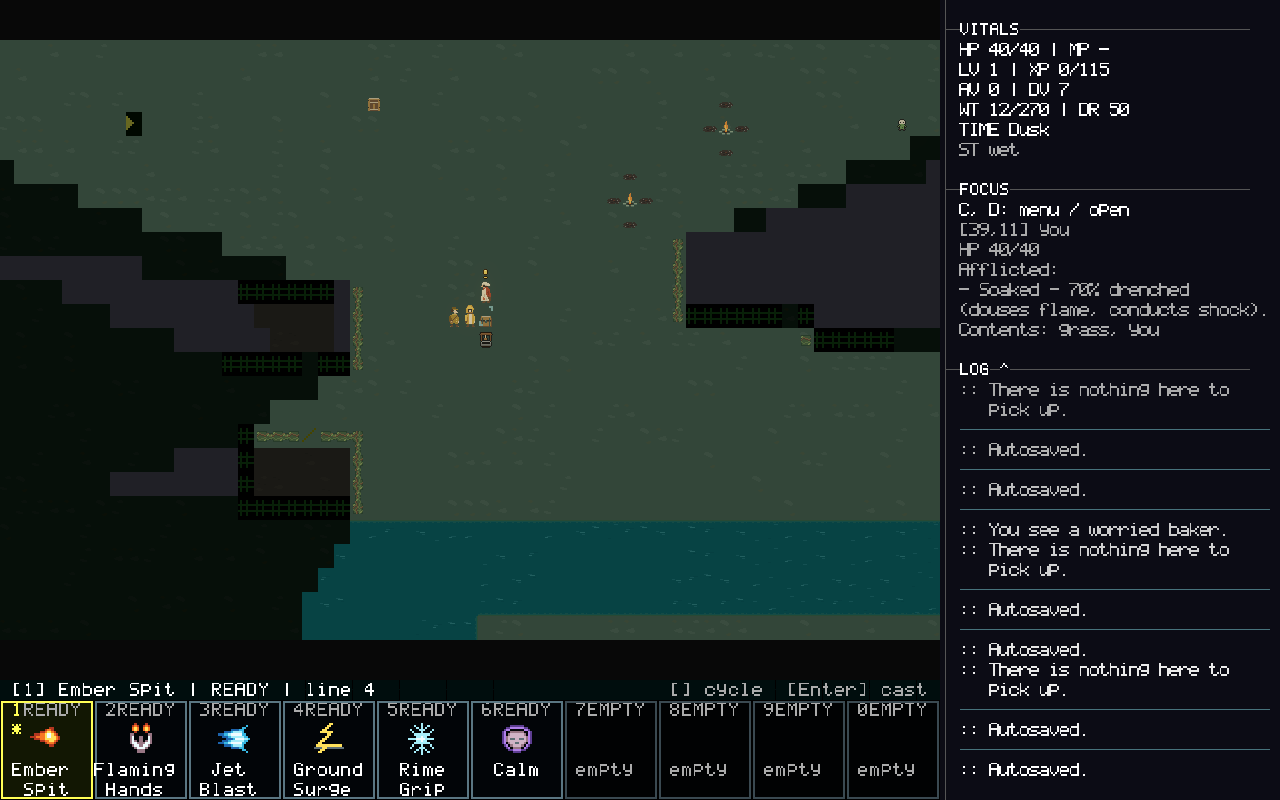 VITALS
HP 40/40 | MP -
LV 1 | XP 0/115
AV 0 | DV 7
WT 12/270 | DR 50
TIME Dusk
ST wet
FOCUS
C, D: menu / oPen
[39,11] You
HP 40/40
Afflicted:
- Soaked - 70% drenched
(douses flame, conducts shock).
Contents: grass, You
LOG ^
:: There is nothing here to
Pick uP.
:: Autosaved.
:: Autosaved.
:: You see a worried baker.
:: There is nothing here to
Pick uP.
:: Autosaved.
:: Autosaved.
:: There is nothing here to
Pick uP.
:: Autosaved.
:: Autosaved.
[1] Ember SPit | READY | line 4
[] cycle [Enter] cast
1READY 2READY 3READY 4READY 5READY 6READY 7EMPTY 8EMPTY 9EMPTY 0EMPTY
*
Ember Flaming Jet Ground Rime Calm emPty emPty emPty emPty
SPit Hands Blast Surge GriP